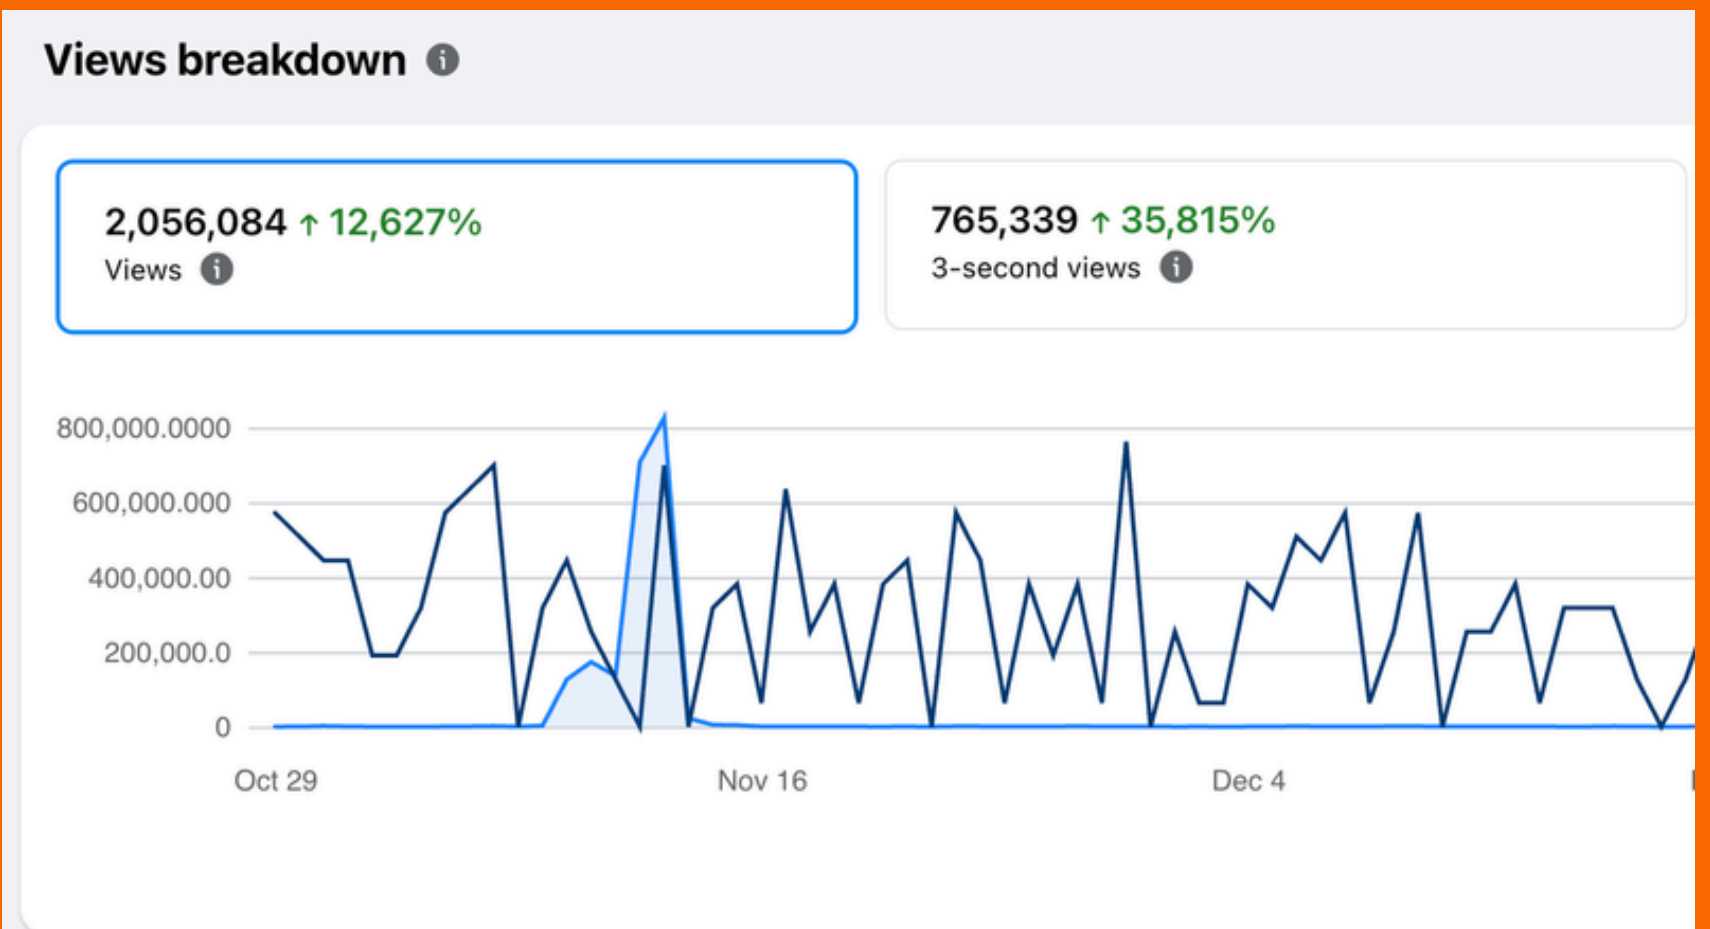 Views breakdown
2,056,084 ↑ 12,627%
Views
765,339 ↑ 35,815%
3-second views
800,000.0000
600,000.000
400,000.00
200,000.0
0
Oct 29
Nov 16
Dec 4